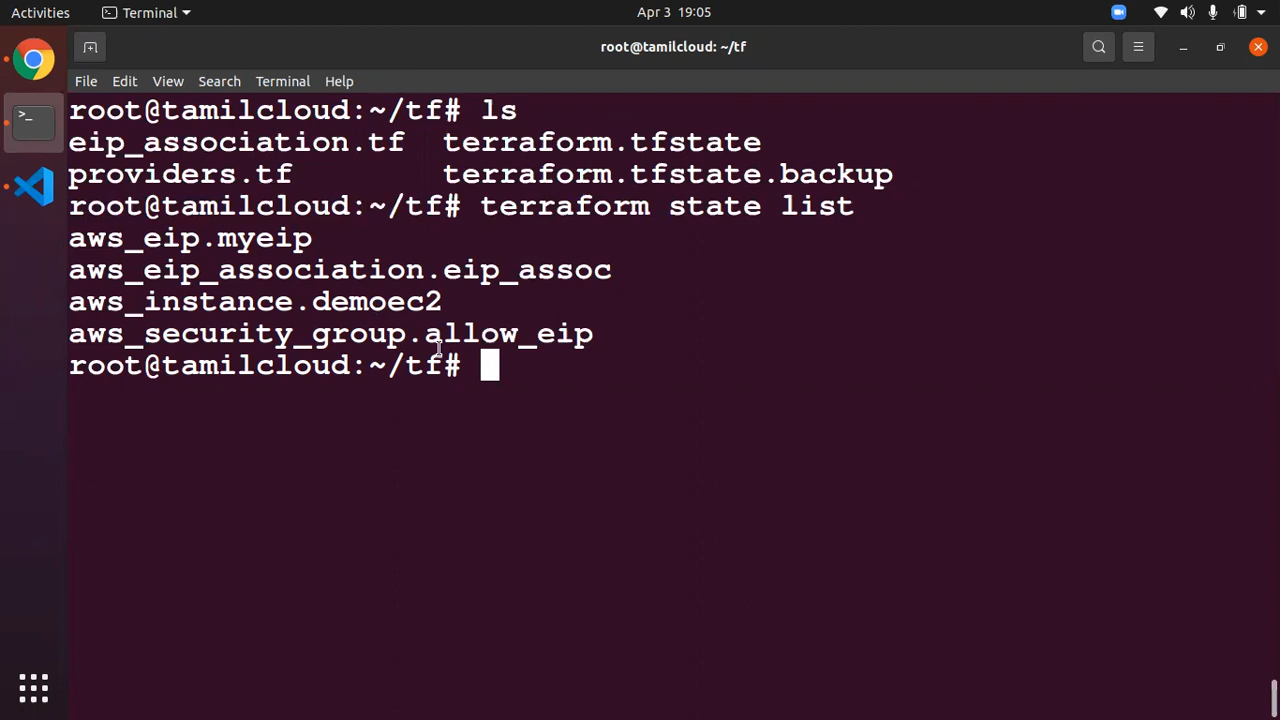 Activities Terminal Apr 3 19:05
root@tamilcloud: ~/tf
File Edit View Search Terminal Help
root@tamilcloud:~/tf# ls
eip_association.tf  terraform.tfstate
providers.tf        terraform.tfstate.backup
root@tamilcloud:~/tf# terraform state list
aws_eip.myeip
aws_eip_association.eip_assoc
aws_instance.demoec2
aws_security_group.allow_eip
root@tamilcloud:~/tf#